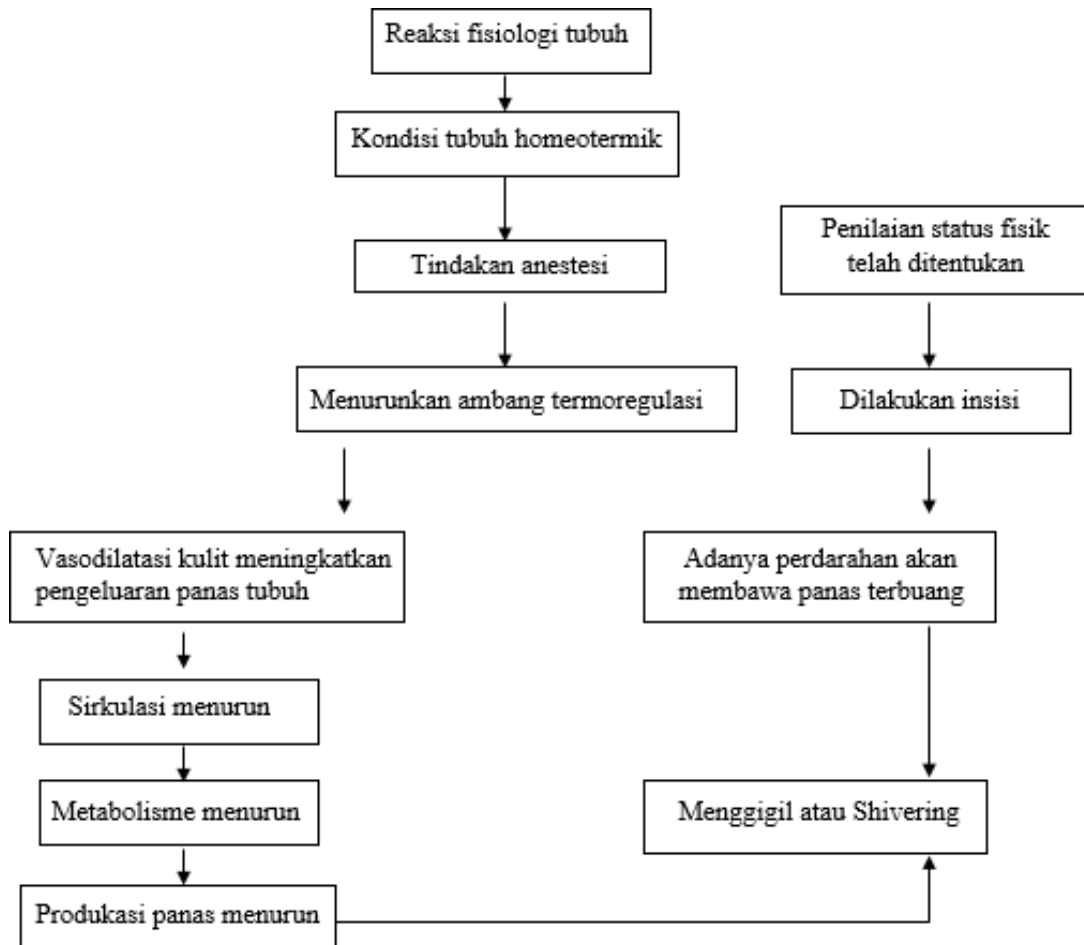 Reaksi fisiologi tubuh
Kondisi tubuh homeotermik
Tindakan anestesi
Penilaian status fisik
telah ditentukan
Menurunkan ambang termoregulasi
Dilakukan insisi
Vasodilatasi kulit meningkatkan
pengeluaran panas tubuh
Adanya perdarahan akan
membawa panas terbuang
Sirkulasi menurun
Metabolisme menurun
Menggigil atau Shivering
Produkasi panas menurun